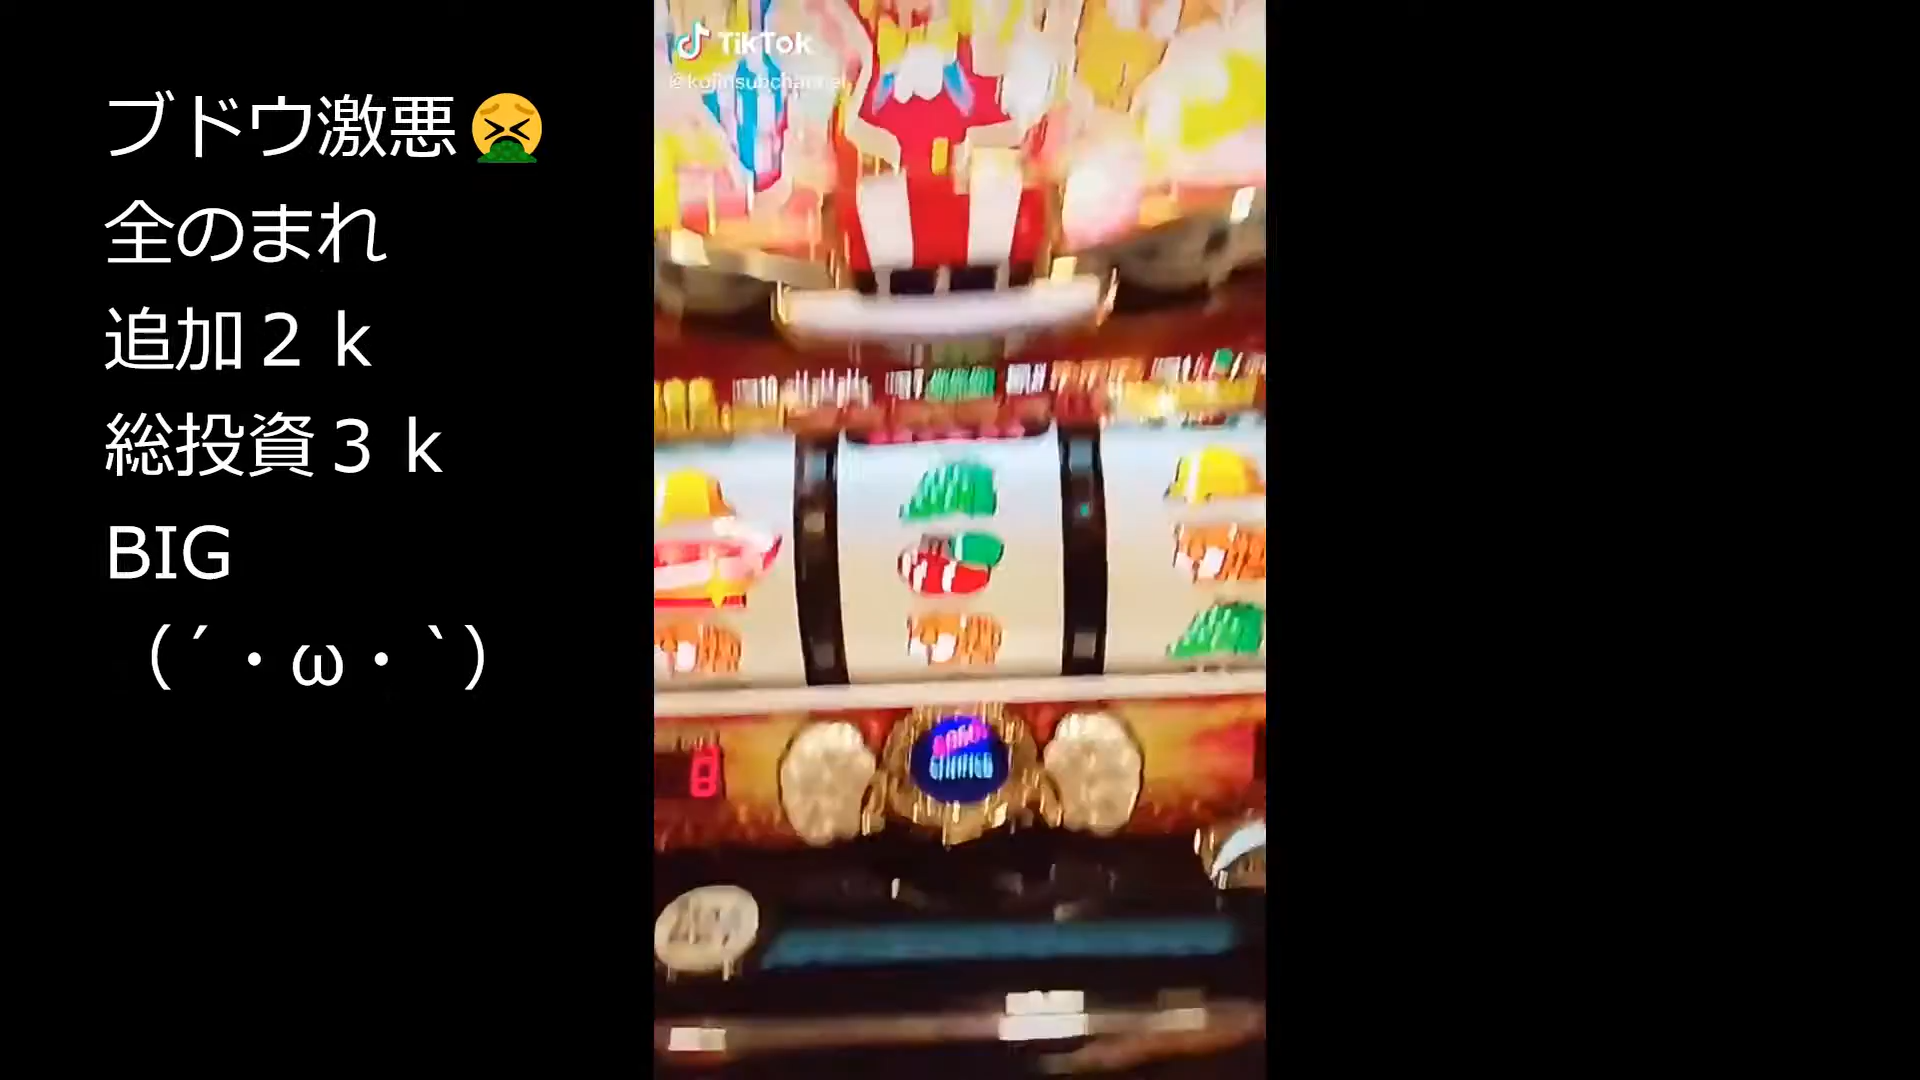 ブドウ激悪🤮
全のまれ
追加２ｋ
総投資３ｋ
BIG
（´・ω・`）
TikTok